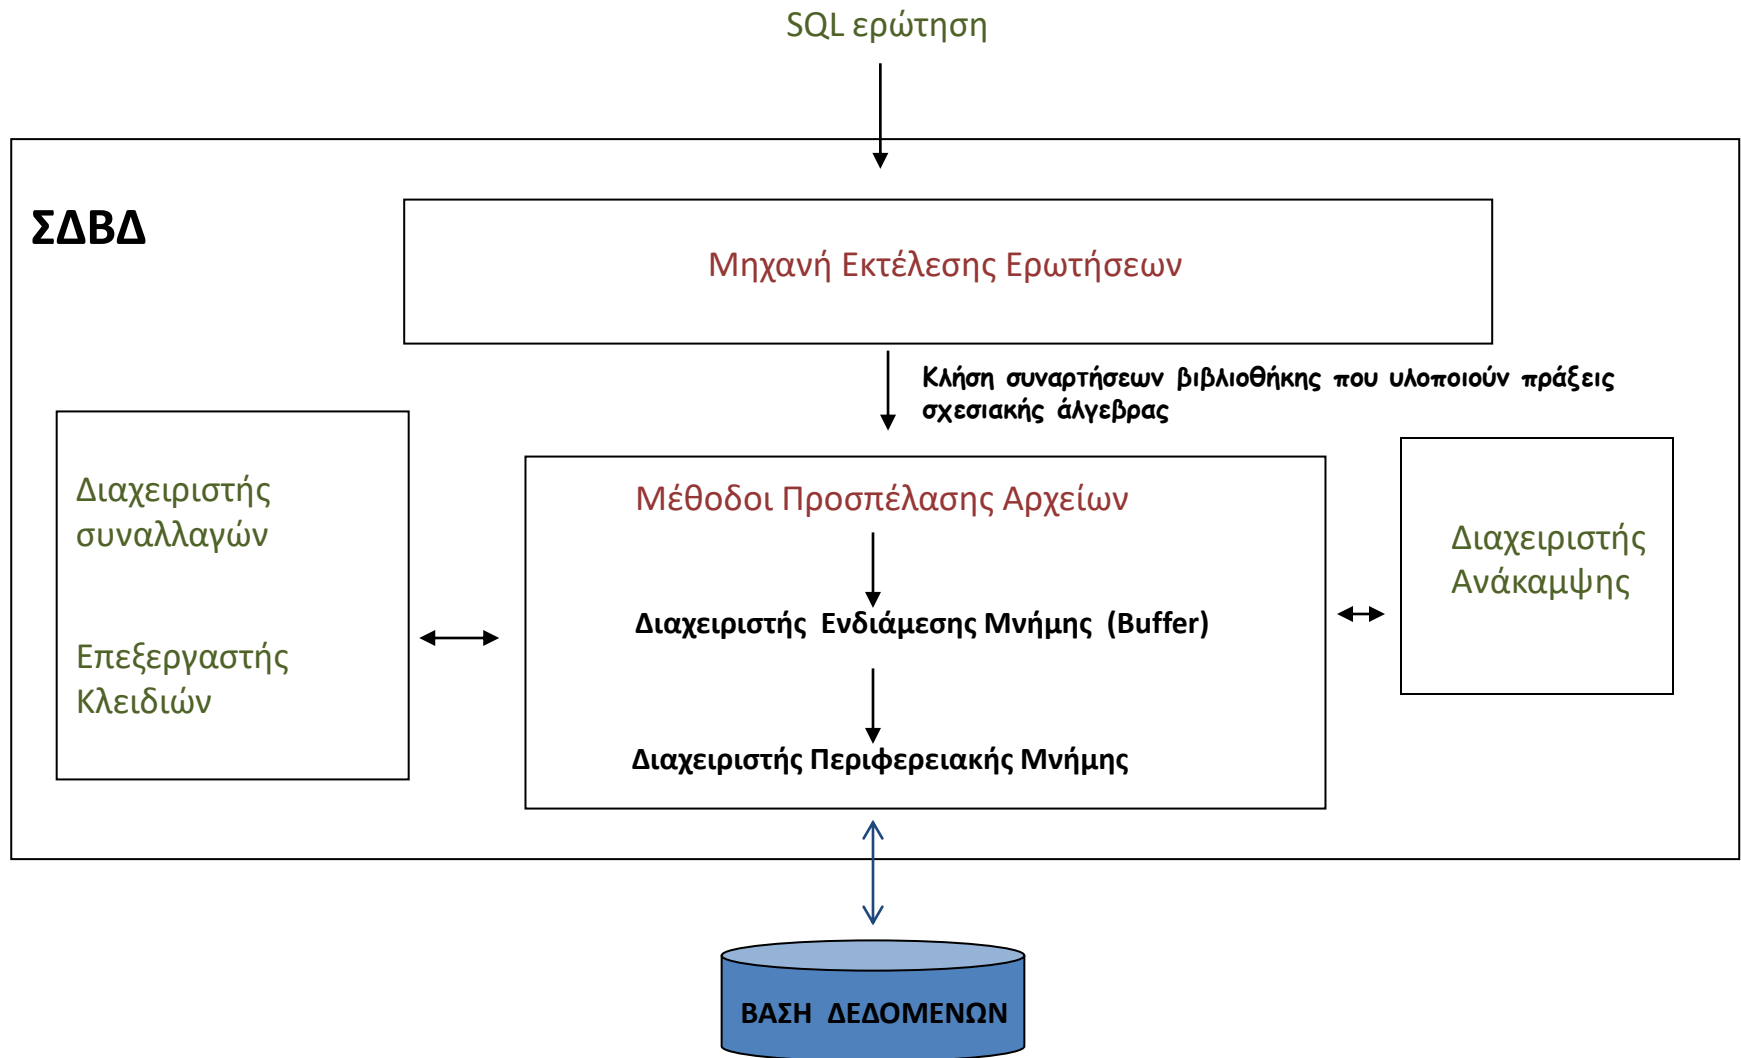 SQL ερώτηση
ΣΔΒΔ
Μηχανή Εκτέλεσης Ερωτήσεων
Κλήση συναρτήσεων βιβλιοθήκης που υλοποιούν πράξεις
σχεσιακής άλγεβρας
Διαχειριστής
συναλλαγών
Επεξεργαστής
Κλειδιών
Μέθοδοι Προσπέλασης Αρχείων
Διαχειριστής Ενδιάμεσης Μνήμης (Buffer)
Διαχειριστής Περιφερειακής Μνήμης
Διαχειριστής
Ανάκαμψης
ΒΑΣΗ ΔΕΔΟΜΕΝΩΝ